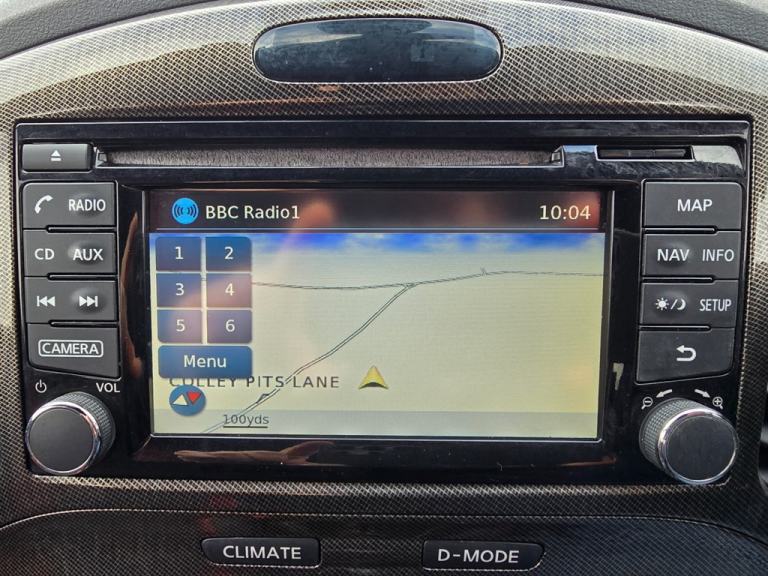 BBC Radio1 10:04
RADIO
CD AUX
CAMERA
VOL
1 2
3 4
5 6
Menu
COLLEY PITS LANE
100yds
MAP
NAV INFO
SETUP
CLIMATE
D-MODE